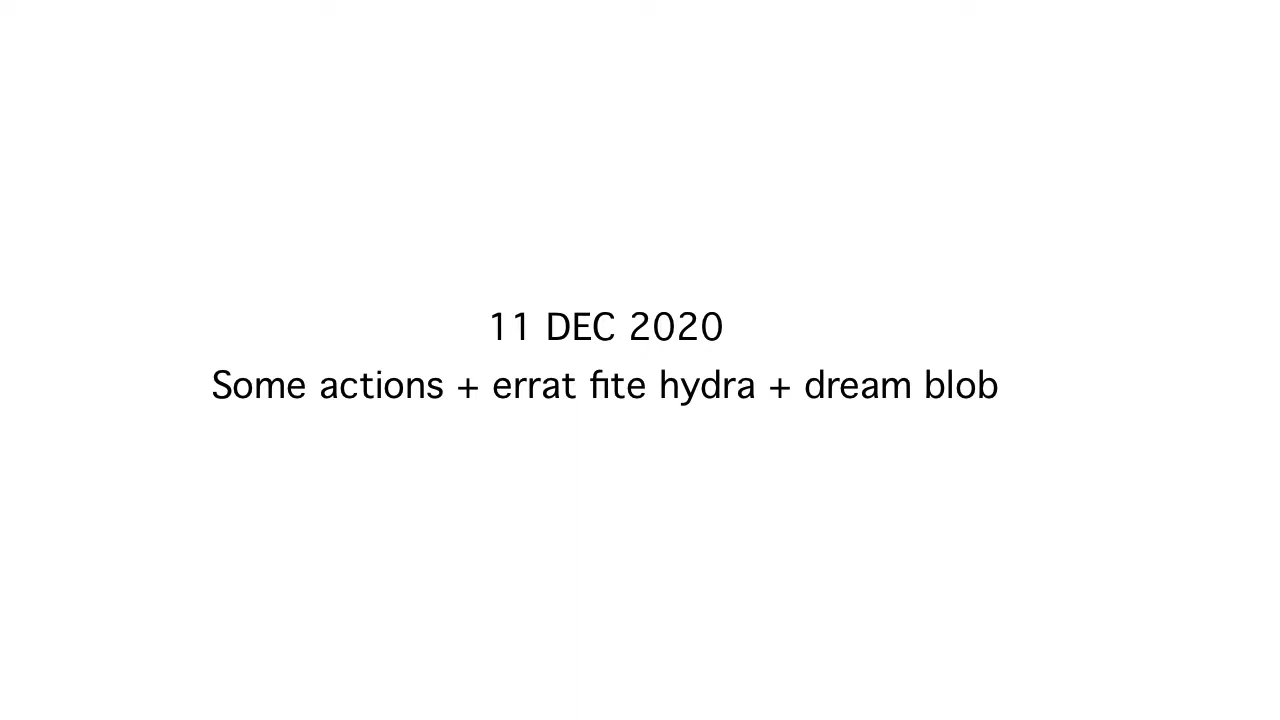 11 DEC 2020
Some actions + errat fite hydra + dream blob